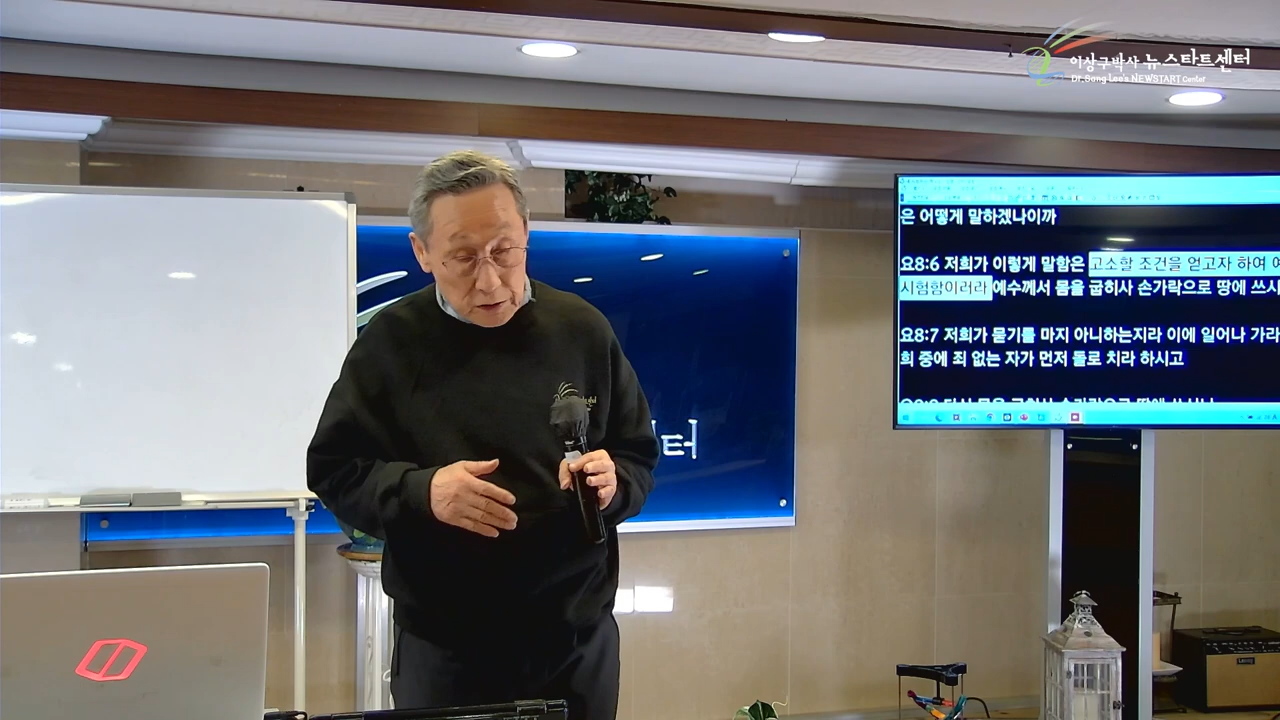 이상구박사 뉴스타트센터
Dr. Sang Lee's NEWSTART Center
은 어떻게 말하겠나이까
요8:6 저희가 이렇게 말함은 고소할 조건을 얻고자 하여 예
시험함이러라 예수께서 몸을 굽히사 손가락으로 땅에 쓰시
요8:7 저희가 묻기를 마지 아니하는지라 이에 일어나 가라
희 중에 죄 없는 자가 먼저 돌로 치라 하시고
터
Laney